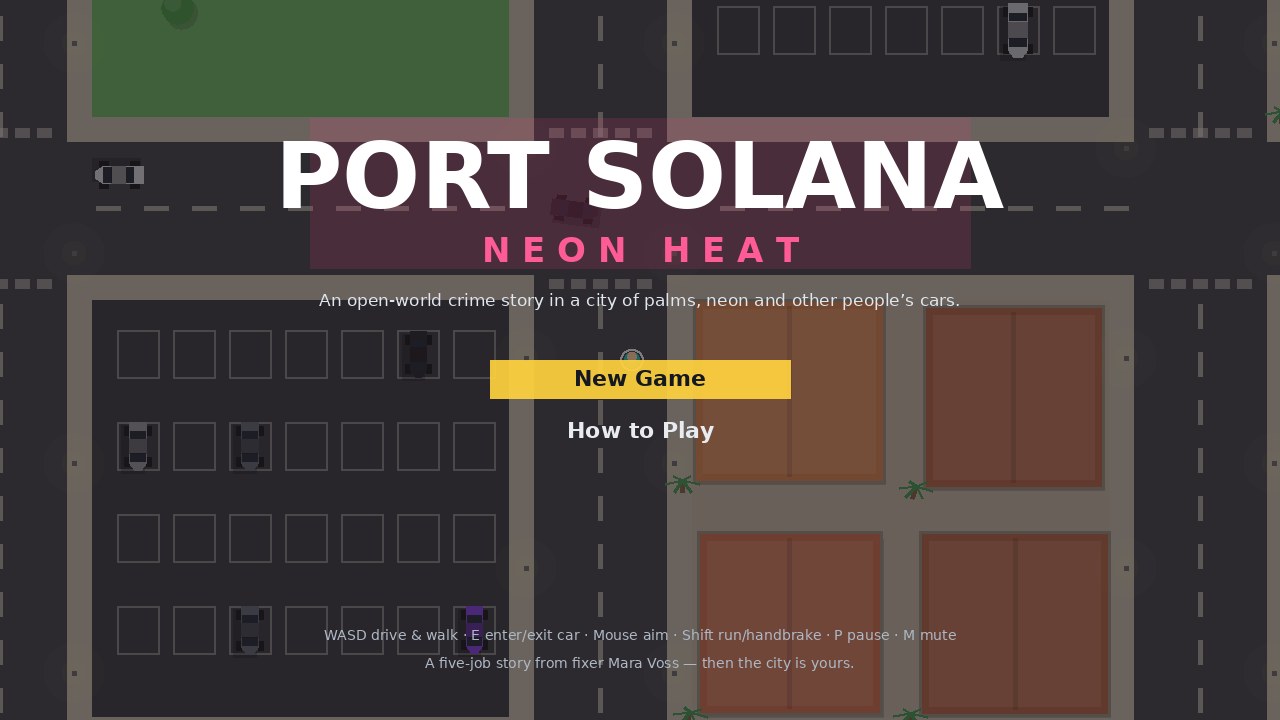 PORT SOLANA
NEON HEAT
An open-world crime story in a city of palms, neon and other people’s cars.
New Game
How to Play
WASD drive & walk · E enter/exit car · Mouse aim · Shift run/handbrake · P pause · M mute
A five-job story from fixer Mara Voss — then the city is yours.